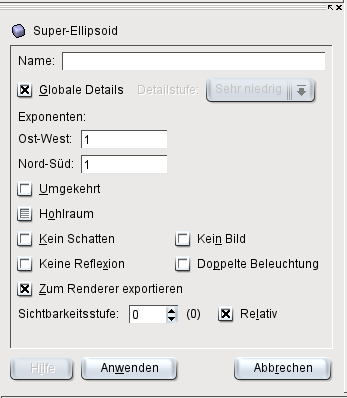 Super-Ellipsoid
Name:
Globale Details Detailstufe: Sehr niedrig
Exponenten:
Ost-West: 1
Nord-Süd: 1
Umgekehrt
Hohlraum
Kein Schatten Kein Bild
Keine Reflexion Doppelte Beleuchtung
Zum Renderer exportieren
Sichtbarkeitsstufe: 0 (0) Relativ
Hilfe Anwenden Abbrechen